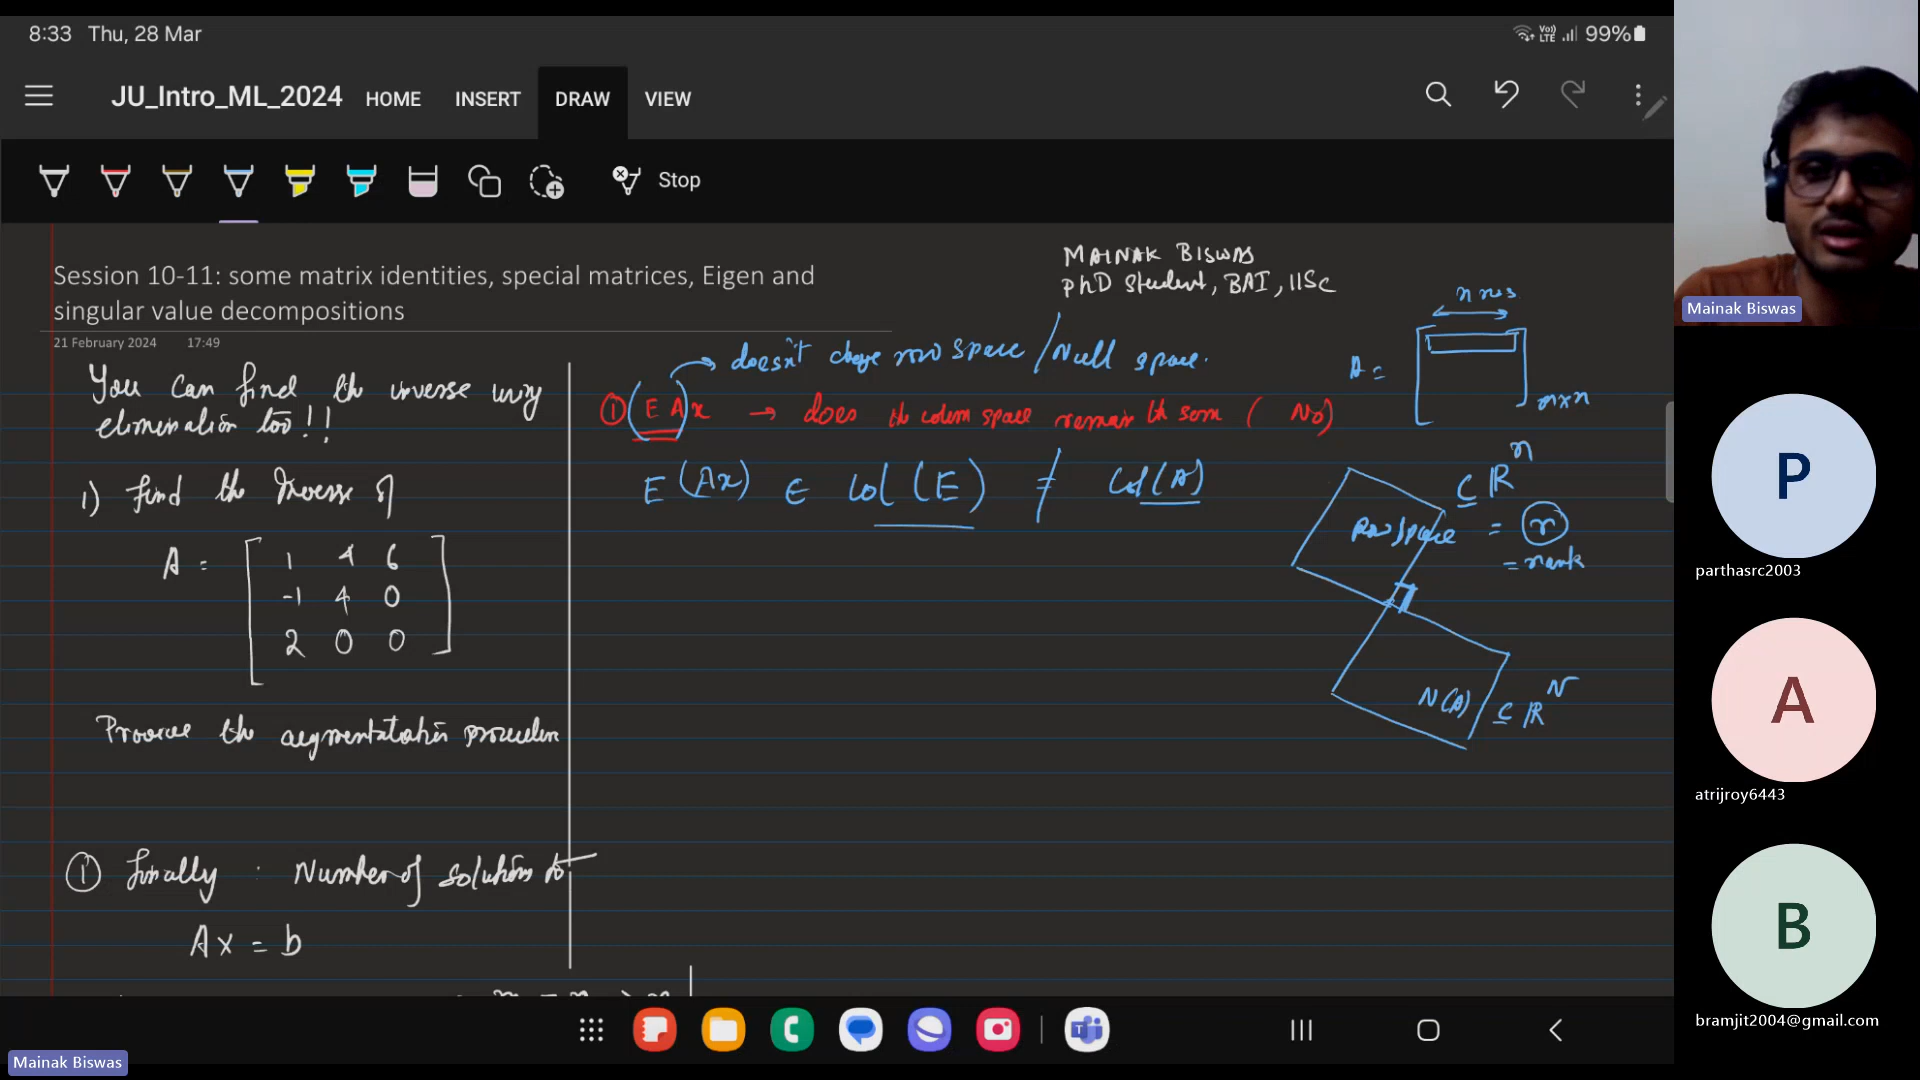 8:33 Thu, 28 Mar
99%
JU_Intro_ML_2024 HOME INSERT DRAW VIEW
Stop
Session 10-11: some matrix identities, special matrices, Eigen and
singular value decompositions
21 February 2024 17:49
MAINAK BISWAS
PhD Student, BAI, IISc
You can find the inverse using
elimination too!!
1) find the Inverse of
A = [ 1 4 6
-1 4 0
2 0 0 ]
the augmentation procedure
① finally : Number of solutions to
Ax = b
doesn't change row space / Null space.
① (EA)x → does the column space remain the same ( No)
E (Ax) ∈ Col (E) ≠ Col(A)
A =
m×n
Row space = r
⊆ ℝⁿ
= rank
N(A) ⊆ ℝᴺ
Mainak Biswas
P
parthasrc2003
A
atrijroy6443
B
bramjit2004@gmail.com
Mainak Biswas